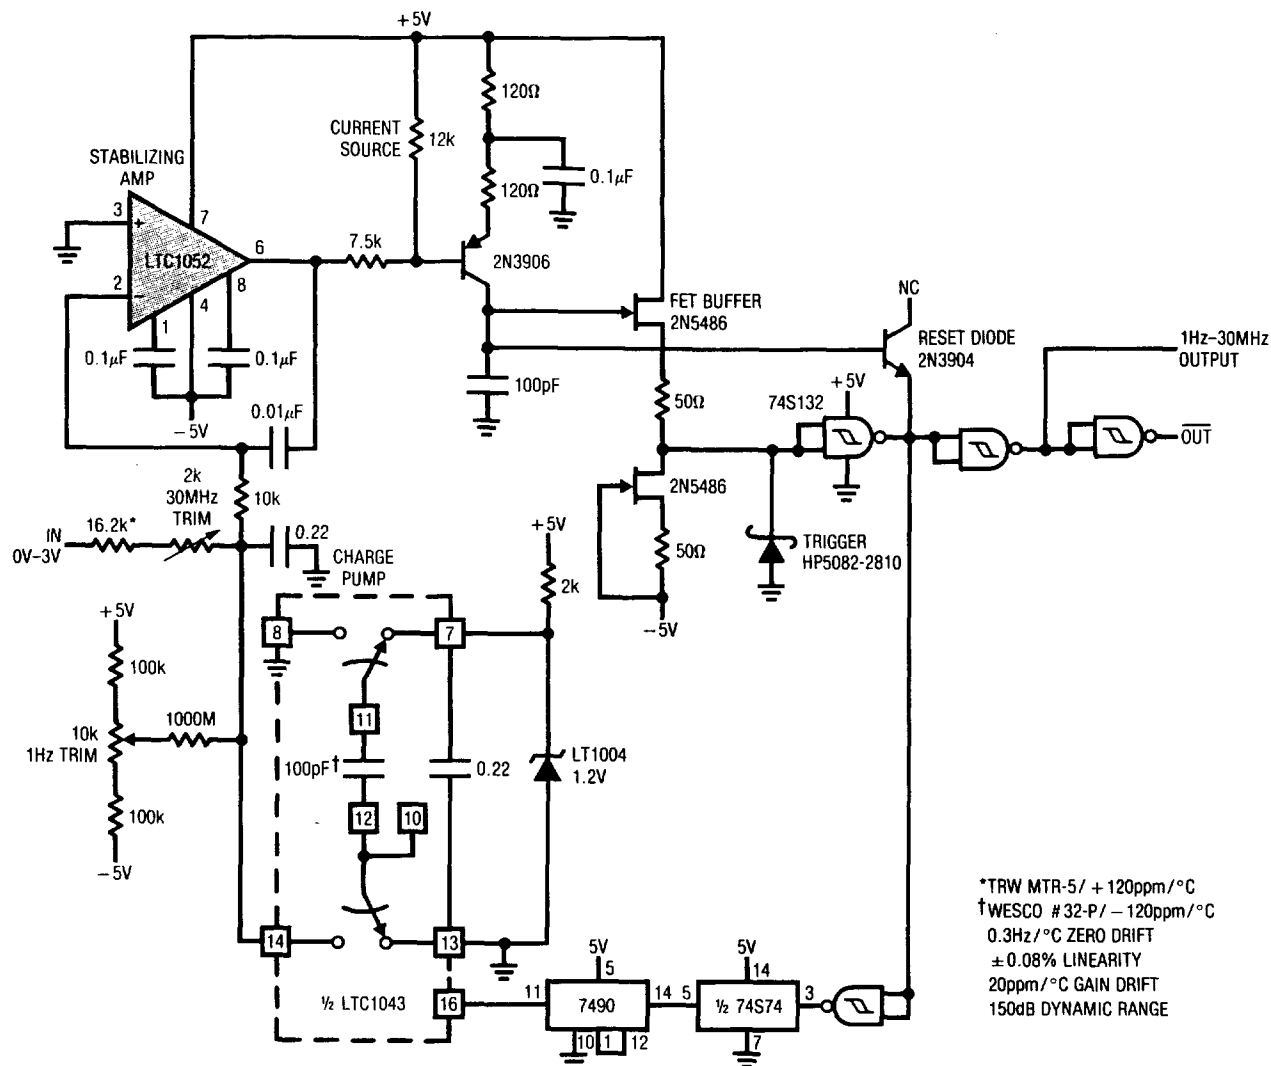 +5V
120Ω
CURRENT
SOURCE
12k
STABILIZING
AMP
120Ω
0.1µF
3
+
7
LTC1052
6
7.5k
2N3906
2
−
8
4
1
NC
FET BUFFER
2N5486
RESET DIODE
2N3904
1Hz-30MHz
OUTPUT
0.1µF
0.1µF
100pF
+5V
−5V
50Ω
74S132
0.01µF
OUT
2k
30MHz
TRIM
10k
2N5486
IN
0V-3V
16.2k*
0.22
+5V
50Ω
TRIGGER
HP5082-2810
CHARGE
PUMP
2k
−5V
+5V
8
7
100k
11
10k
1Hz TRIM
1000M
100pF†
0.22
LT1004
1.2V
12
10
100k
−5V
14
13
*TRW MTR-5/ +120ppm/°C
†WESCO #32-P/ −120ppm/°C
0.3Hz/°C ZERO DRIFT
±0.08% LINEARITY
20ppm/°C GAIN DRIFT
150dB DYNAMIC RANGE
5V
5V
5
14
½ LTC1043
16
11
7490
14
5
½ 74S74
3
10
1
12
7